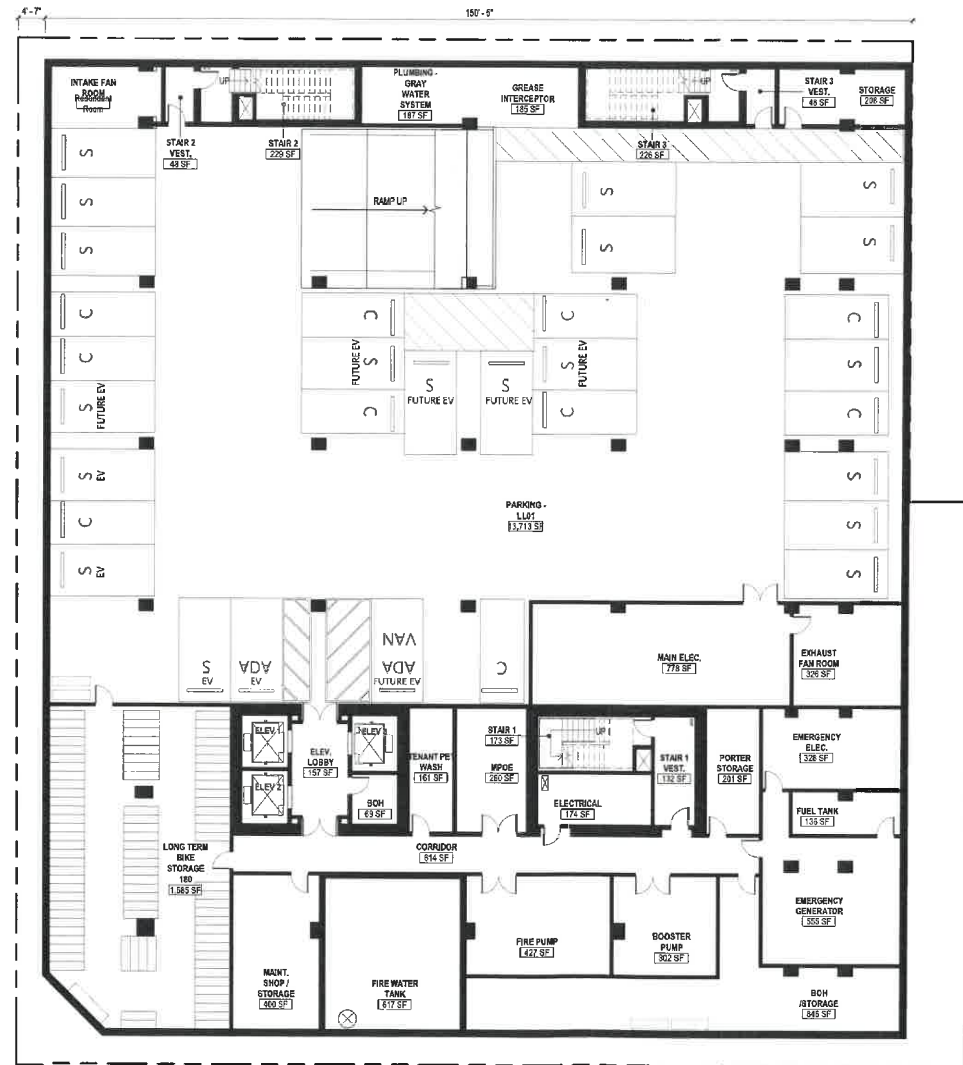 4' - 7"
150' - 6"
INTAKE FAN
ROOM
Redundant
Room
UP
PLUMBING -
GRAY
WATER
SYSTEM
187 SF
GREASE
INTERCEPTOR
185 SF
UP
STAIR 3
VEST.
48 SF
STORAGE
208 SF
STAIR 2
VEST.
48 SF
STAIR 2
229 SF
STAIR 3
226 SF
RAMP UP
S
S
S
S
S
S
S
C
C
S
FUTURE EV
C
S
FUTURE EV
C
S
FUTURE EV
S
FUTURE EV
C
S
FUTURE EV
C
C
S
C
S
EV
C
S
EV
S
S
S
PARKING -
LL01
13,713 SF
S
EV
ADA
EV
VAN
ADA
FUTURE EV
C
MAIN ELEC.
778 SF
EXHAUST
FAN ROOM
326 SF
ELEV. 1
ELEV. 2
ELEV.
LOBBY
157 SF
BOH
69 SF
TENANT PET
WASH
161 SF
MPOE
260 SF
STAIR 1
173 SF
UP
STAIR 1
VEST.
132 SF
ELECTRICAL
174 SF
PORTER
STORAGE
201 SF
EMERGENCY
ELEC.
328 SF
FUEL TANK
135 SF
CORRIDOR
814 SF
LONG TERM
BIKE
STORAGE
180
1,685 SF
EMERGENCY
GENERATOR
555 SF
MAINT.
SHOP /
STORAGE
400 SF
FIRE WATER
TANK
617 SF
FIRE PUMP
427 SF
BOOSTER
PUMP
302 SF
BOH
/STORAGE
845 SF